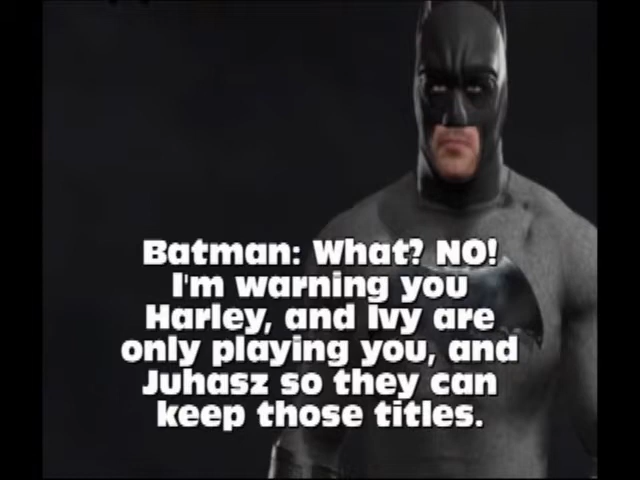 Batman: What? NO!
I'm warning you
Harley, and Ivy are
only playing you, and
Juhasz so they can
keep those titles.